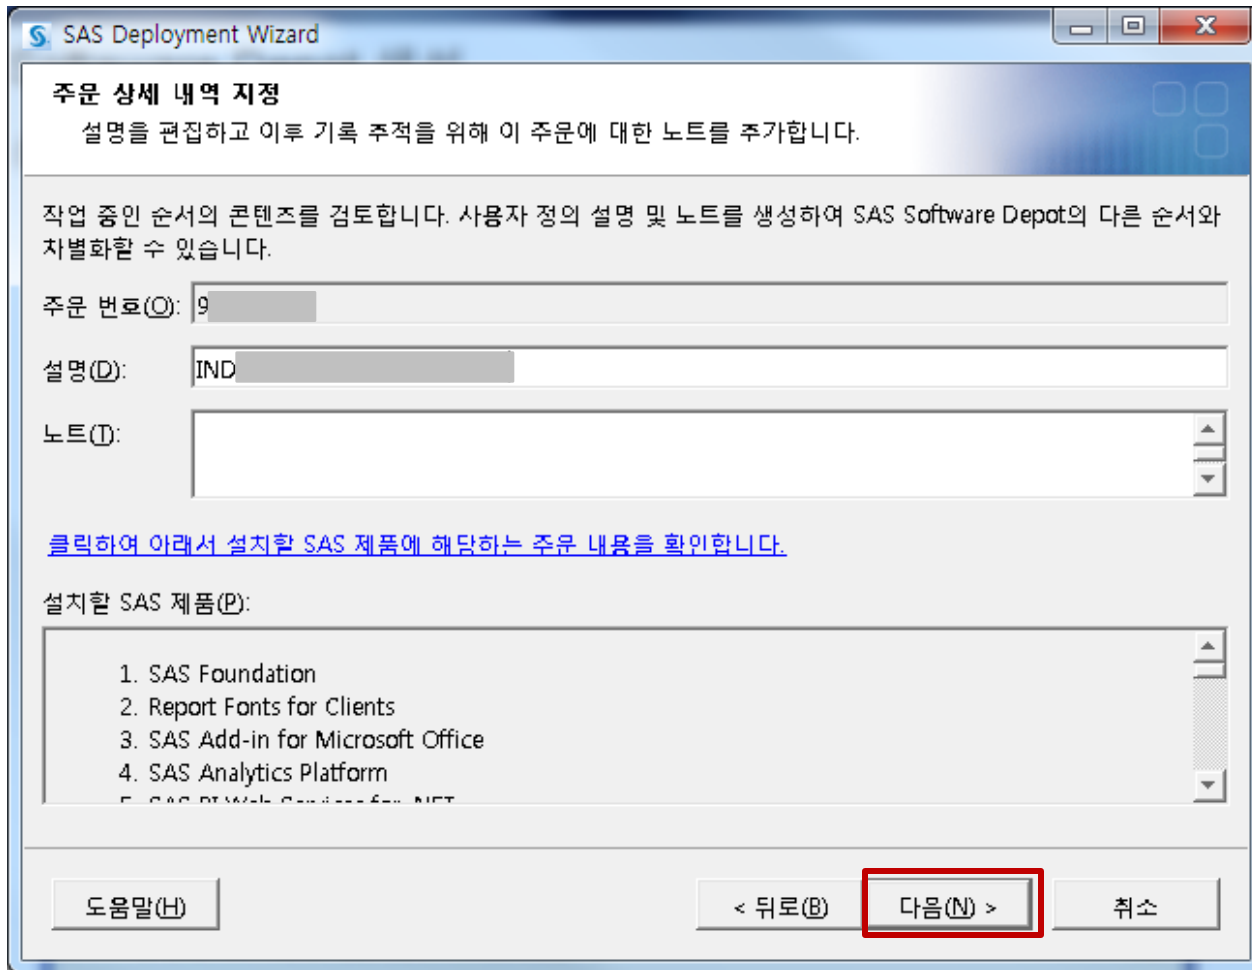 SAS Deployment Wizard
주문 상세 내역 지정
설명을 편집하고 이후 기록 추적을 위해 이 주문에 대한 노트를 추가합니다.
작업 중인 순서의 콘텐츠를 검토합니다. 사용자 정의 설명 및 노트를 생성하여 SAS Software Depot의 다른 순서와
차별화할 수 있습니다.
주문 번호(O): 9
설명(D): IND
노트(T):
클릭하여 아래서 설치할 SAS 제품에 해당하는 주문 내용을 확인합니다.
설치할 SAS 제품(P):
1. SAS Foundation
2. Report Fonts for Clients
3. SAS Add-in for Microsoft Office
4. SAS Analytics Platform
5. SAS BI Web Services for .NET
도움말(H) < 뒤로(B) 다음(N) > 취소